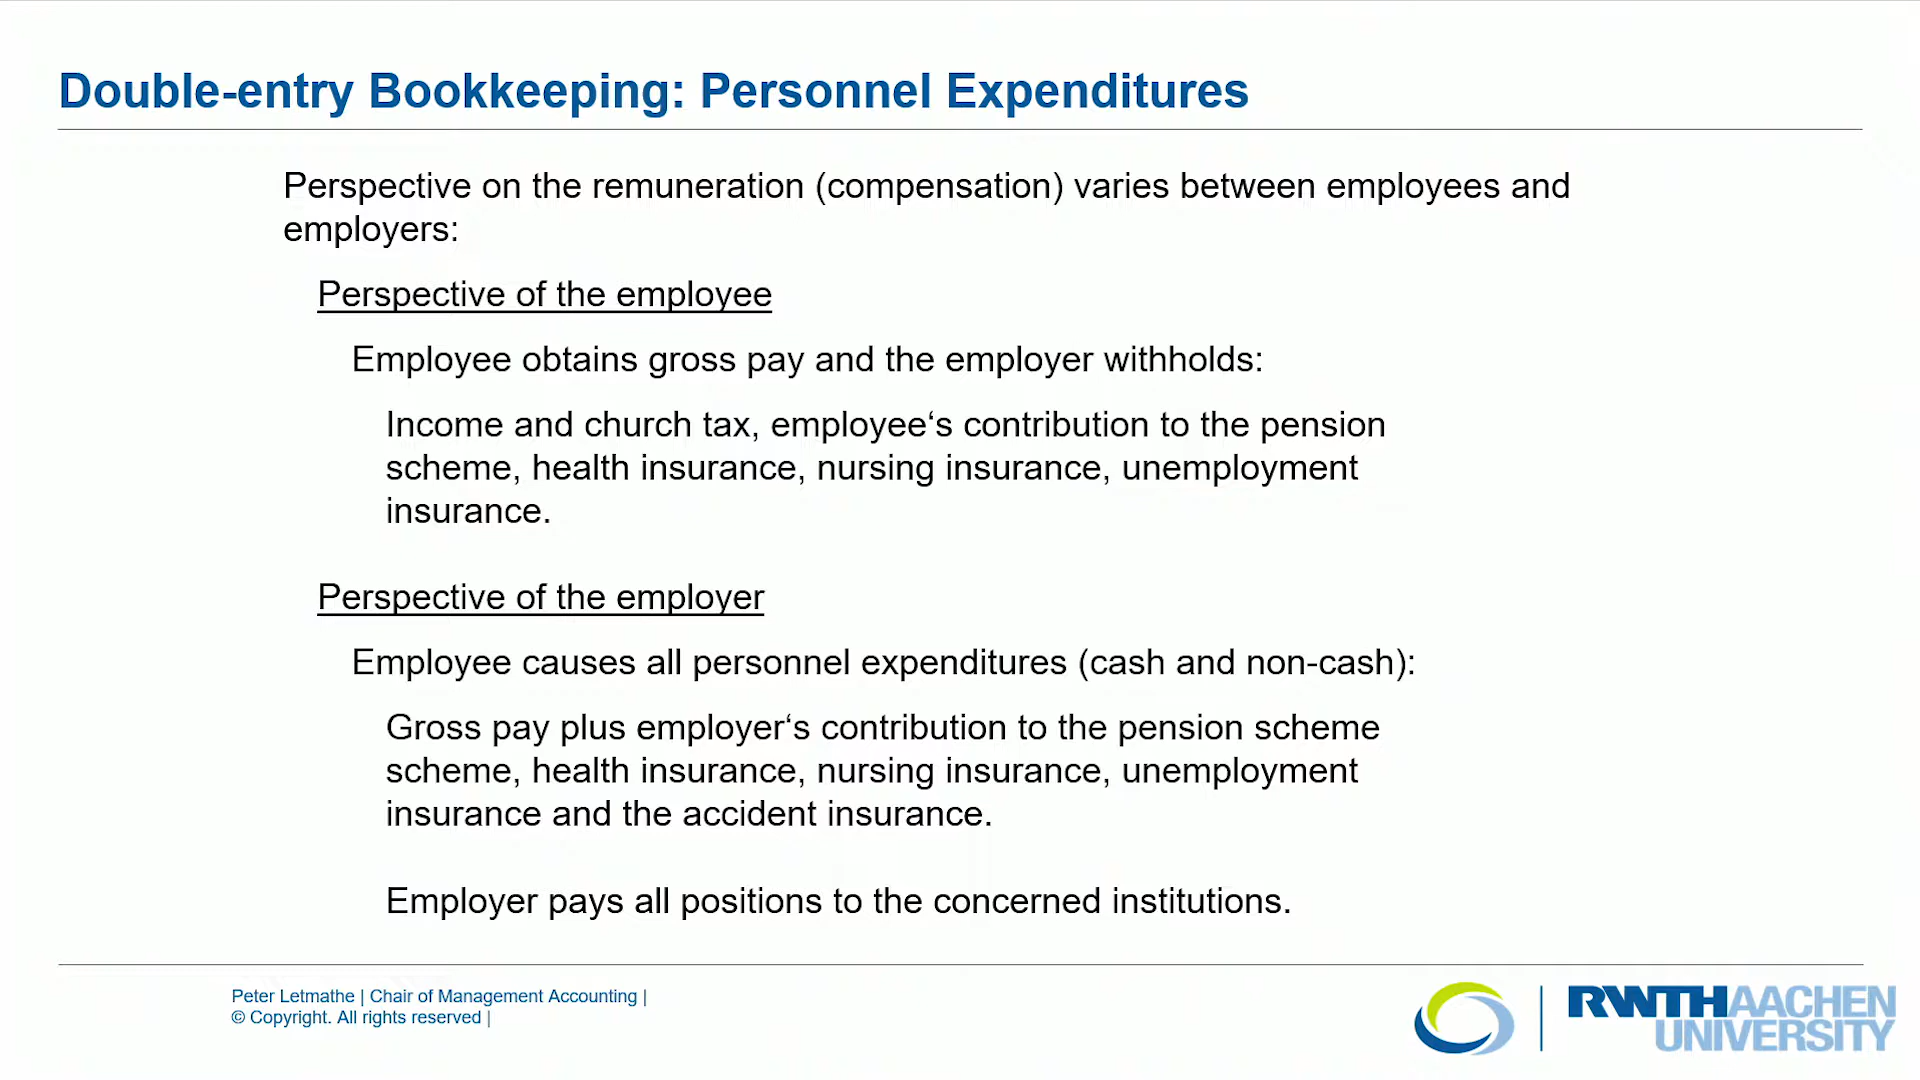 Double-entry Bookkeeping: Personnel Expenditures
Perspective on the remuneration (compensation) varies between employees and
employers:
Perspective of the employee
Employee obtains gross pay and the employer withholds:
Income and church tax, employee‘s contribution to the pension
scheme, health insurance, nursing insurance, unemployment
insurance.
Perspective of the employer
Employee causes all personnel expenditures (cash and non-cash):
Gross pay plus employer‘s contribution to the pension scheme
scheme, health insurance, nursing insurance, unemployment
insurance and the accident insurance.
Employer pays all positions to the concerned institutions.
Peter Letmathe | Chair of Management Accounting |
© Copyright. All rights reserved |
RWTHAACHEN
UNIVERSITY